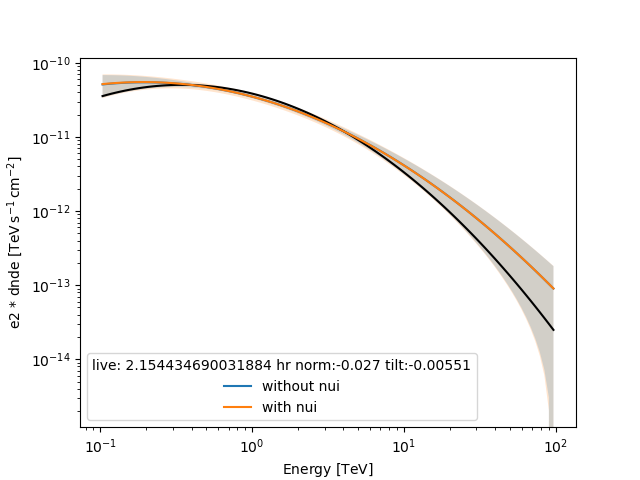 10⁻¹⁰
10⁻¹¹
10⁻¹²
10⁻¹³
10⁻¹⁴
e2 * dnde [TeV s⁻¹ cm⁻²]
live: 2.154434690031884 hr norm:-0.027 tilt:-0.00551
without nui
with nui
10⁻¹ 10⁰ 10¹ 10²
Energy [TeV]